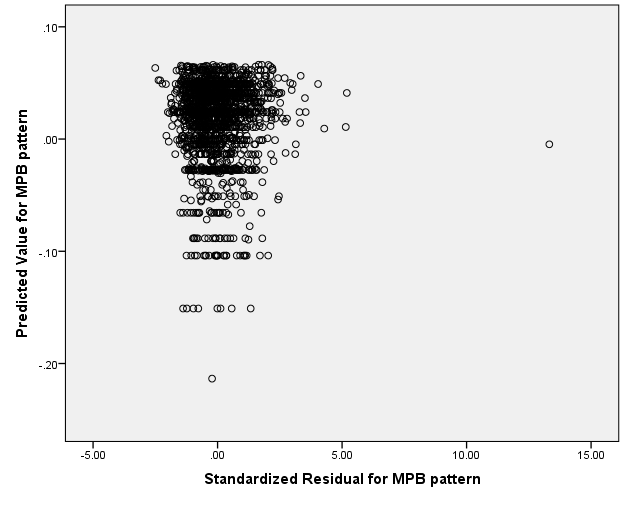 .10
.00
-.10
-.20
Predicted Value for MPB pattern
-5.00 .00 5.00 10.00 15.00
Standardized Residual for MPB pattern